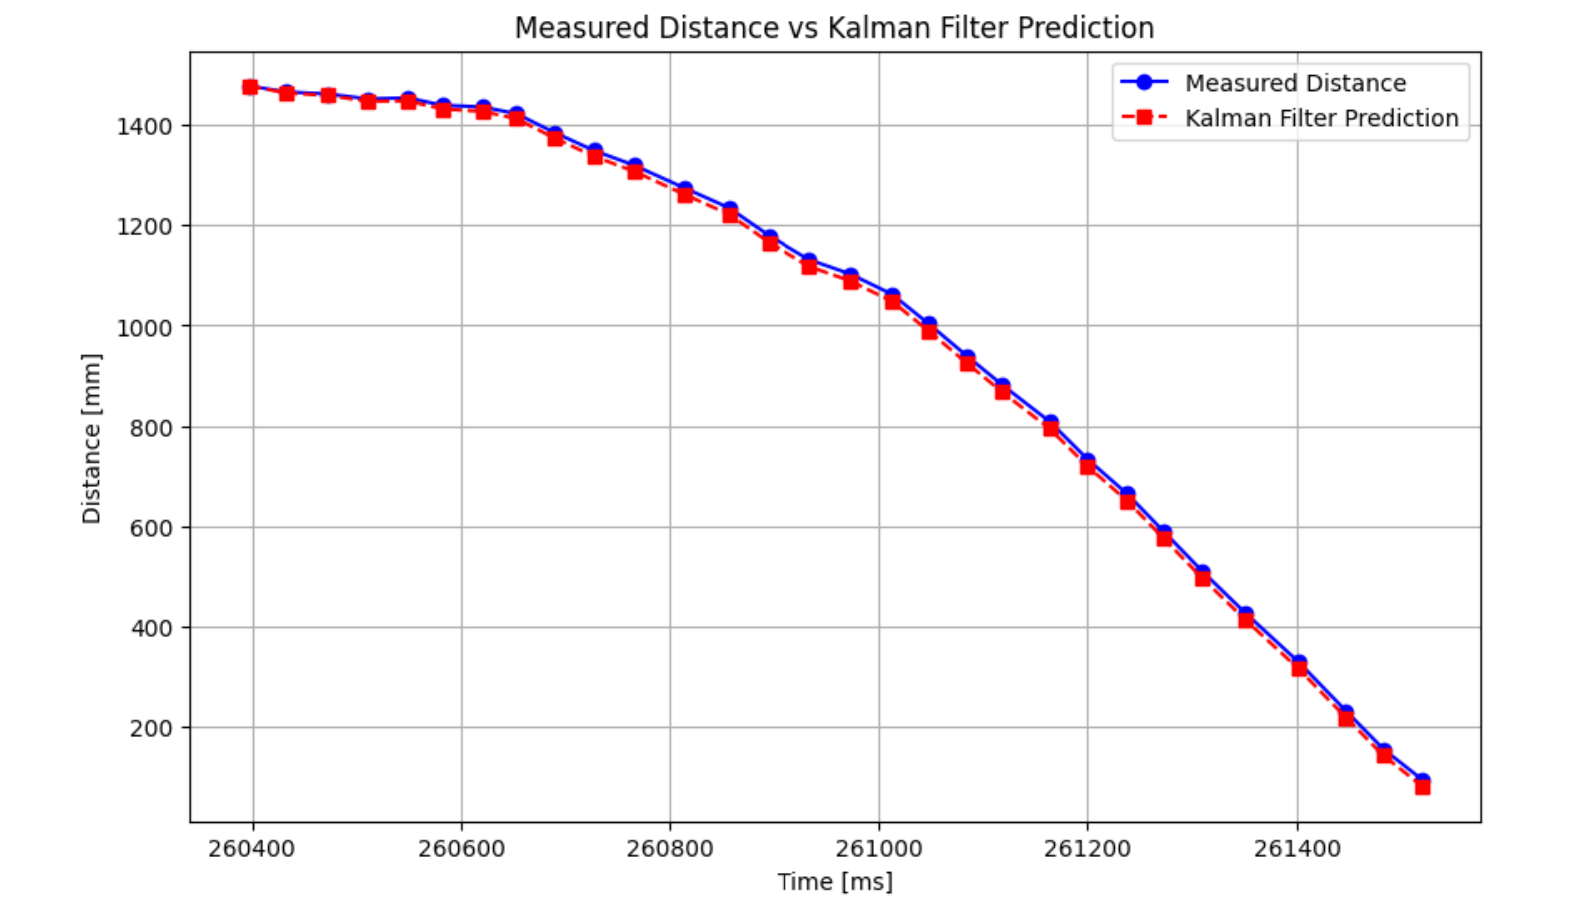 Measured Distance vs Kalman Filter Prediction
Measured Distance
Kalman Filter Prediction
1400
1200
1000
800
600
400
200
Distance [mm]
260400 260600 260800 261000 261200 261400
Time [ms]